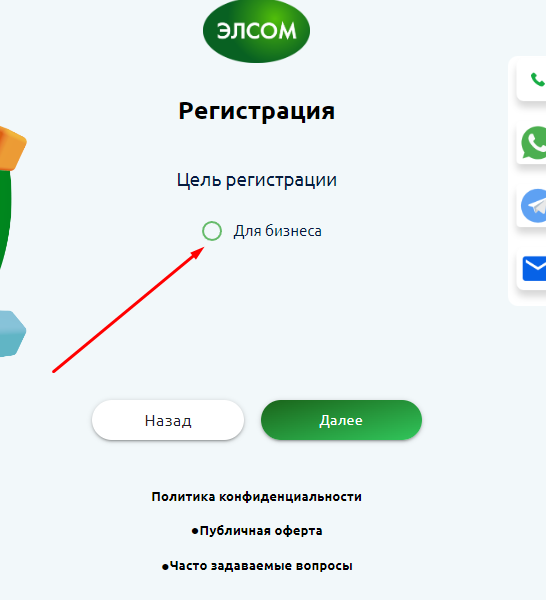 ЭЛСОМ
Регистрация
Цель регистрации
Для бизнеса
Назад
Далее
Политика конфиденциальности
●Публичная оферта
●Часто задаваемые вопросы